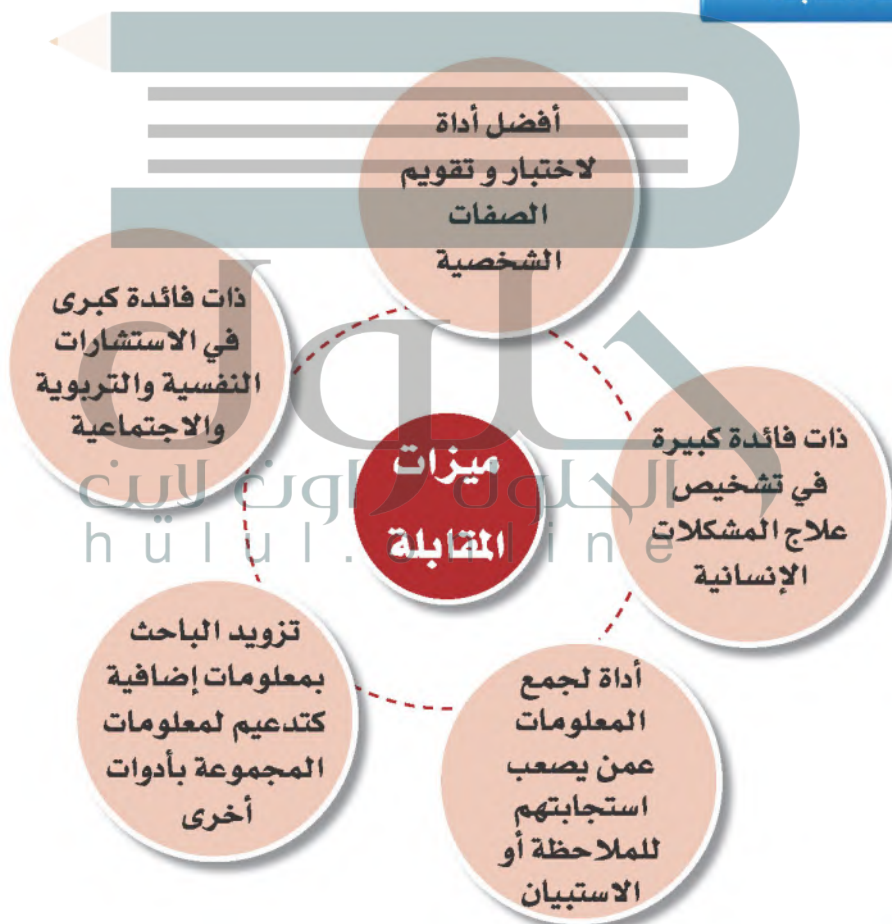 أفضل أداة
لاختبار و تقويم
الصفات
الشخصية
ذات فائدة كبيرة
في تشخيص
علاج المشكلات
الإنسانية
أداة لجمع
المعلومات
عمن يصعب
استجابتهم
للملاحظة أو
الاستبيان
تزويد الباحث
بمعلومات إضافية
كتدعيم لمعلومات
المجموعة بأدوات
أخرى
ذات فائدة كبرى
في الاستشارات
النفسية والتربوية
والاجتماعية
ميزات
المقابلة
حلول
الحلول اون لاين
hulul.online